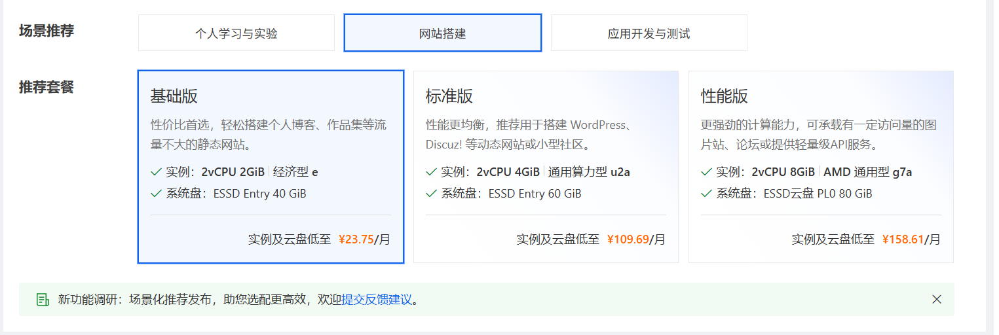 场景推荐
个人学习与实验
网站搭建
应用开发与测试
推荐套餐
基础版
性价比首选，轻松搭建个人博客、作品集等流
量不大的静态网站。
实例：2vCPU 2GiB 经济型 e
系统盘：ESSD Entry 40 GiB
实例及云盘低至 ¥23.75/月
标准版
性能更均衡，推荐用于搭建 WordPress、
Discuz! 等动态网站或小型社区。
实例：2vCPU 4GiB 通用算力型 u2a
系统盘：ESSD Entry 60 GiB
实例及云盘低至 ¥109.69/月
性能版
更强劲的计算能力，可承载有一定访问量的图
片站、论坛或提供轻量级API服务。
实例：2vCPU 8GiB AMD 通用型 g7a
系统盘：ESSD云盘 PL0 80 GiB
实例及云盘低至 ¥158.61/月
新功能调研：场景化推荐发布，助您选配更高效，欢迎提交反馈建议。